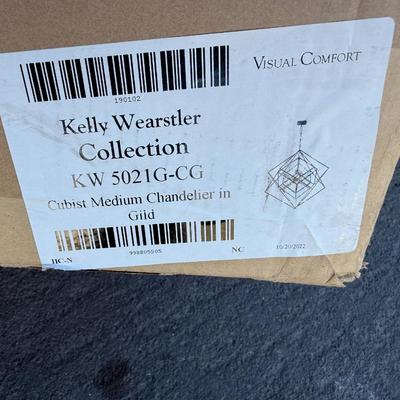 190102
VISUAL COMFORT
Kelly Wearstler
Collection
KW 5021G-CG
Cubist Medium Chandelier in
Gild
998805505
HC-N
NC
10/20/2022